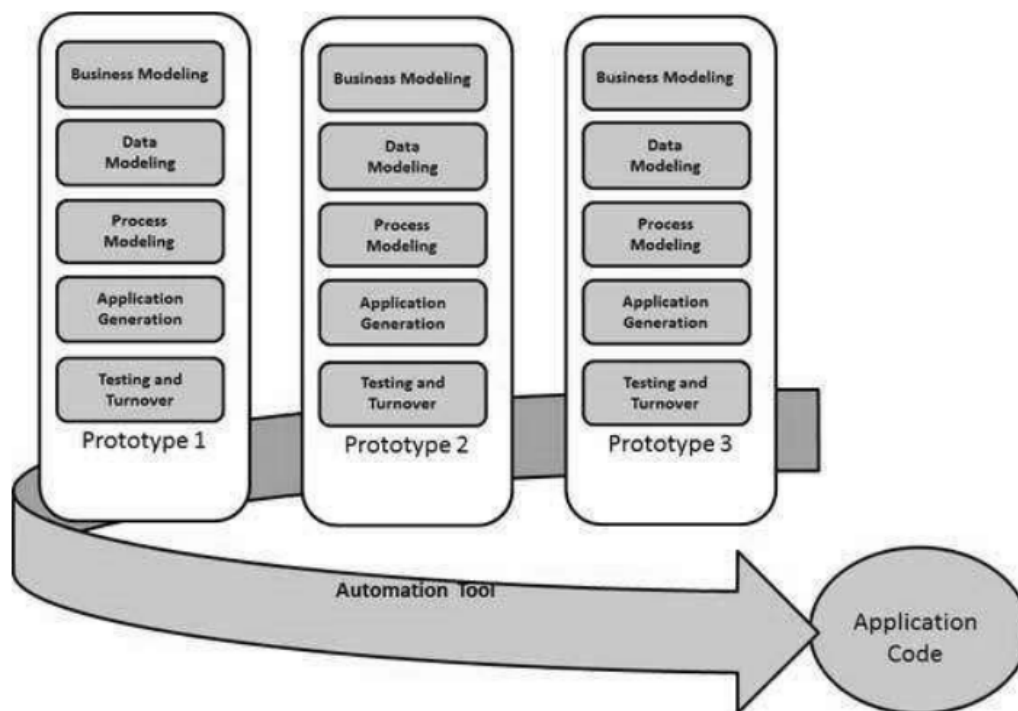 Business Modeling
Data
Modeling
Process
Modeling
Application
Generation
Testing and
Turnover
Prototype 1
Business Modeling
Data
Modeling
Process
Modeling
Application
Generation
Testing and
Turnover
Prototype 2
Business Modeling
Data
Modeling
Process
Modeling
Application
Generation
Testing and
Turnover
Prototype 3
Automation Tool
Application
Code